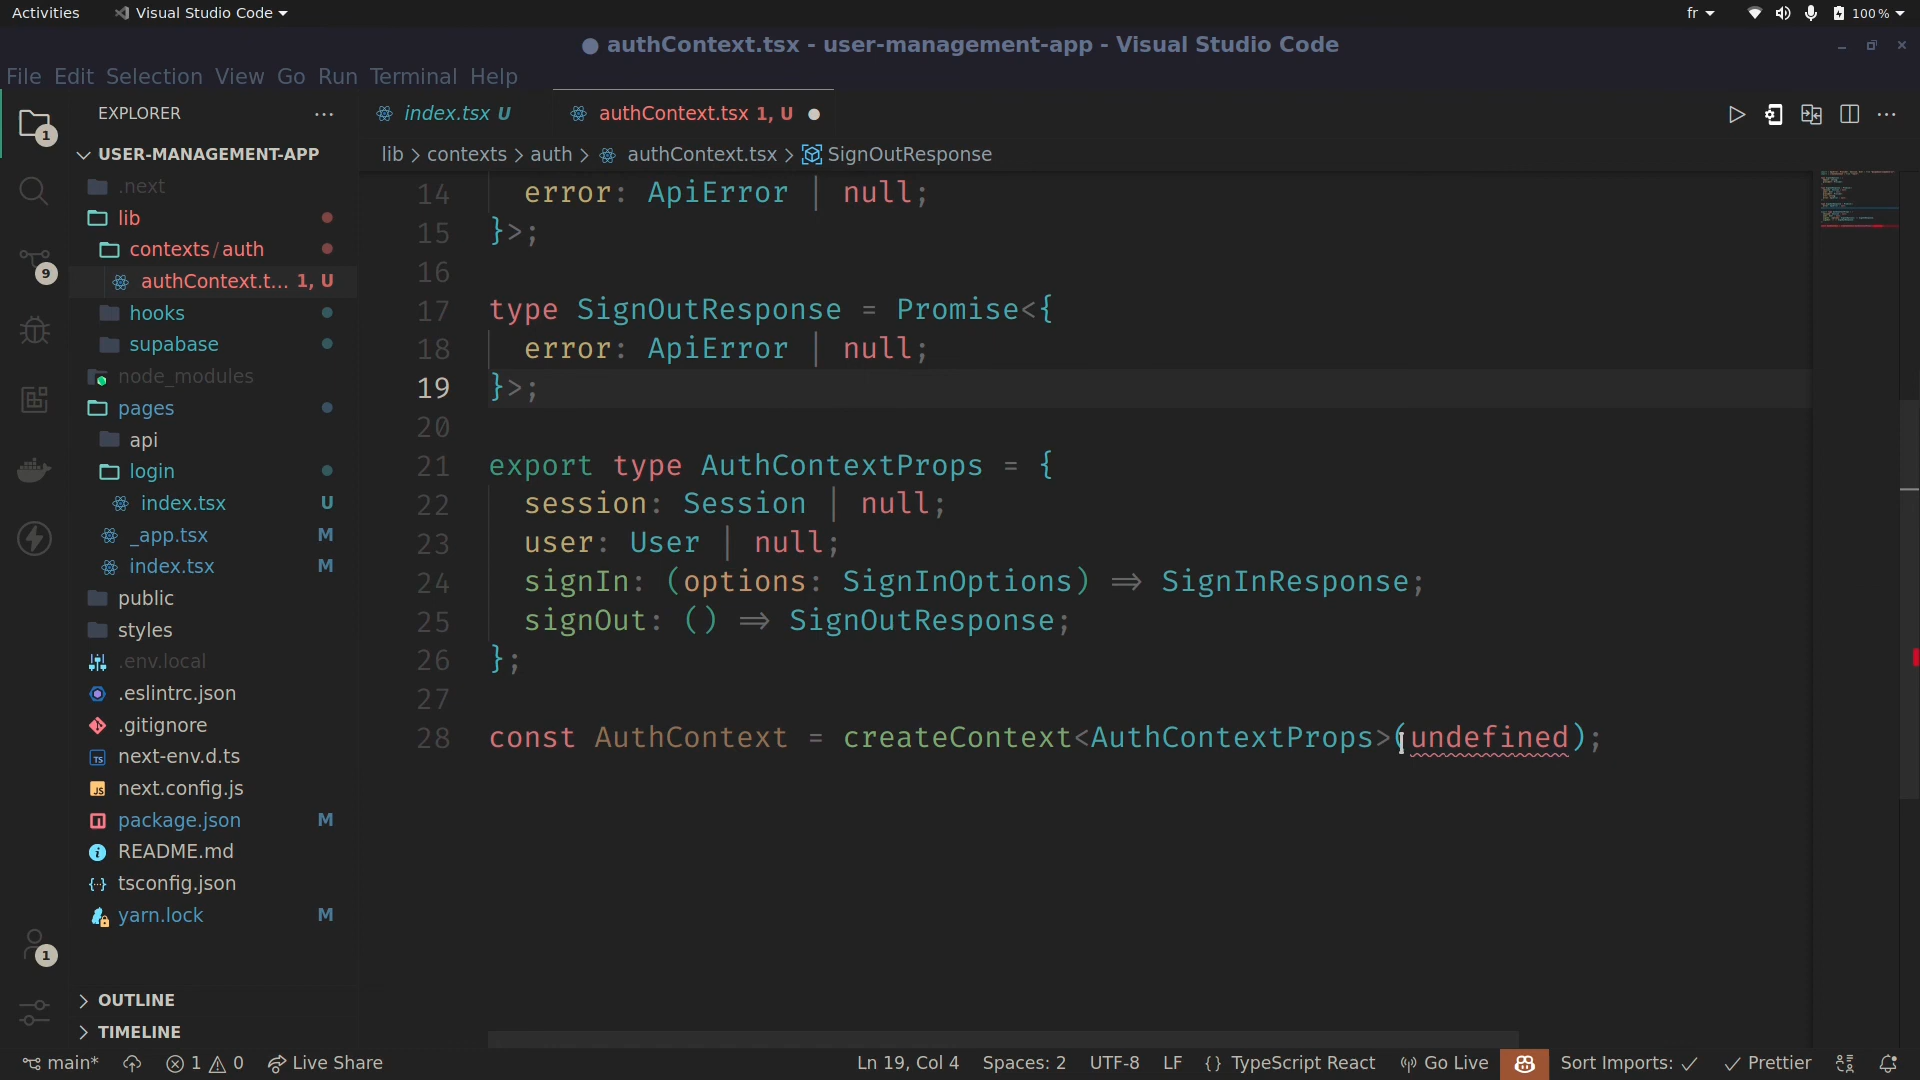 Activities
Visual Studio Code
fr
100 %
authContext.tsx - user-management-app - Visual Studio Code
File Edit Selection View Go Run Terminal Help
EXPLORER
index.tsx U
authContext.tsx 1, U
USER-MANAGEMENT-APP
lib > contexts > auth > authContext.tsx > SignOutResponse
.next
lib
contexts/auth
authContext.t... 1, U
hooks
supabase
node_modules
pages
api
login
index.tsx U
_app.tsx M
index.tsx M
public
styles
.env.local
.eslintrc.json
.gitignore
next-env.d.ts
next.config.js
package.json M
README.md
tsconfig.json
yarn.lock M
OUTLINE
TIMELINE
1
9
1
14 error: ApiError | null;
15 }>;
16
17 type SignOutResponse = Promise<{
18 error: ApiError | null;
19 }>;
20
21 export type AuthContextProps = {
22 session: Session | null;
23 user: User | null;
24 signIn: (options: SignInOptions) => SignInResponse;
25 signOut: () => SignOutResponse;
26 };
27
28 const AuthContext = createContext<AuthContextProps>(undefined);
main* 1 0 Live Share
Ln 19, Col 4 Spaces: 2 UTF-8 LF {} TypeScript React Go Live Sort Imports: ✓ ✓ Prettier